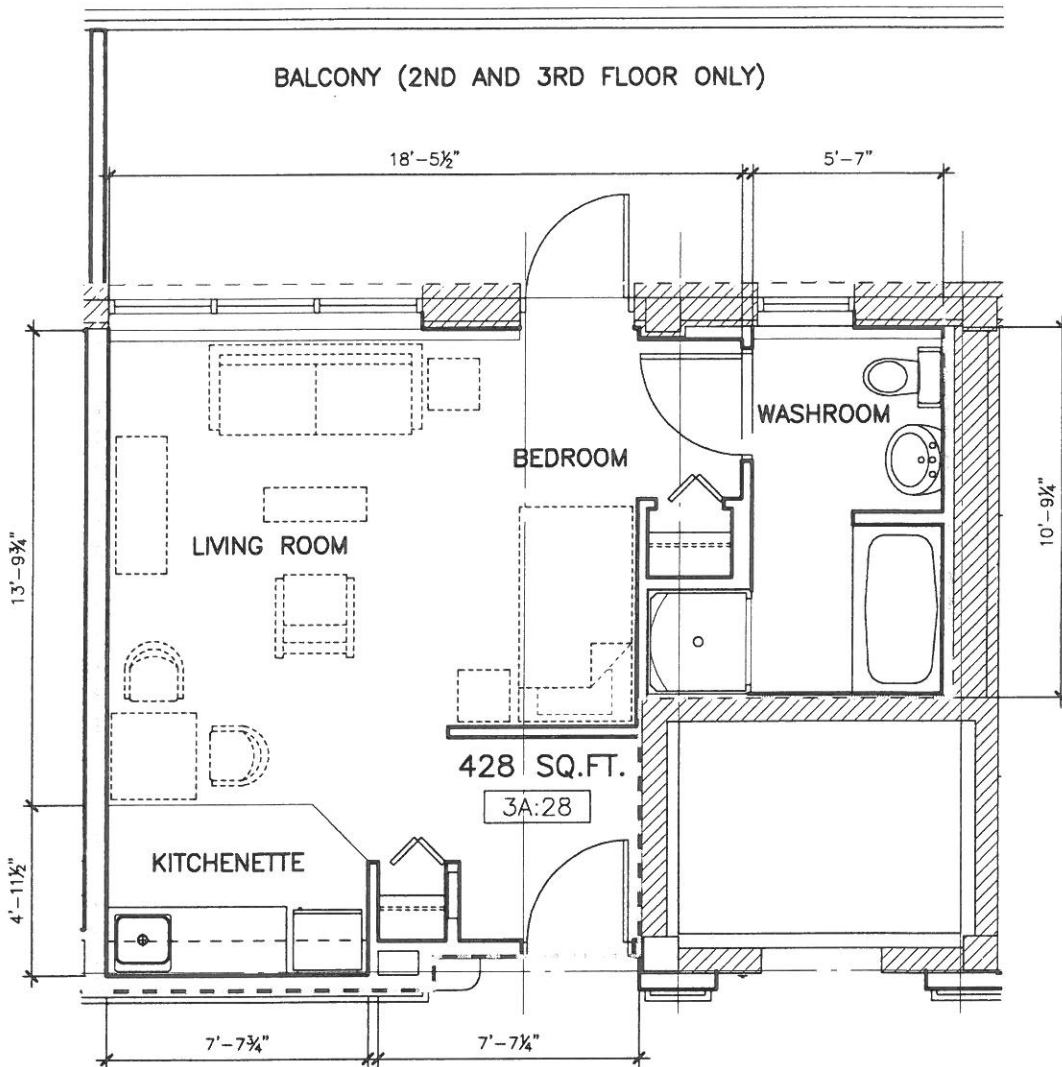 BALCONY (2ND AND 3RD FLOOR ONLY)
18'-5½"
5'-7"
WASHROOM
BEDROOM
10'-9¼"
LIVING ROOM
13'-9¾"
428 SQ.FT.
3A:28
KITCHENETTE
4'-11½"
7'-7¾"
7'-7¼"